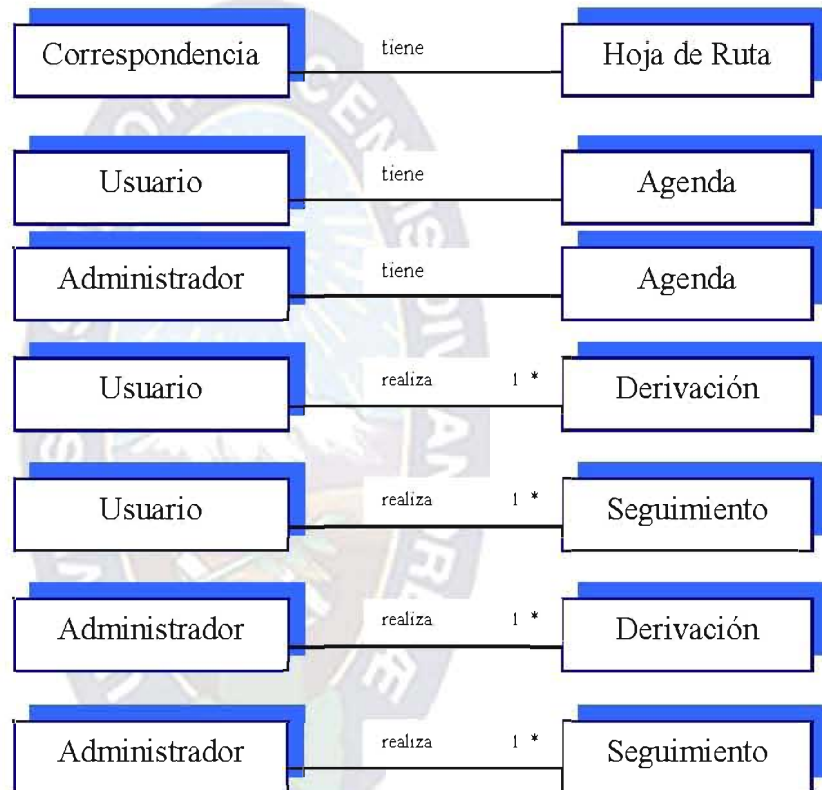 Correspondencia tiene Hoja de Ruta
Usuario tiene Agenda
Administrador tiene Agenda
Usuario realiza 1 * Derivación
Usuario realiza 1 * Seguimiento
Administrador realiza 1 * Derivación
Administrador realiza 1 * Seguimiento